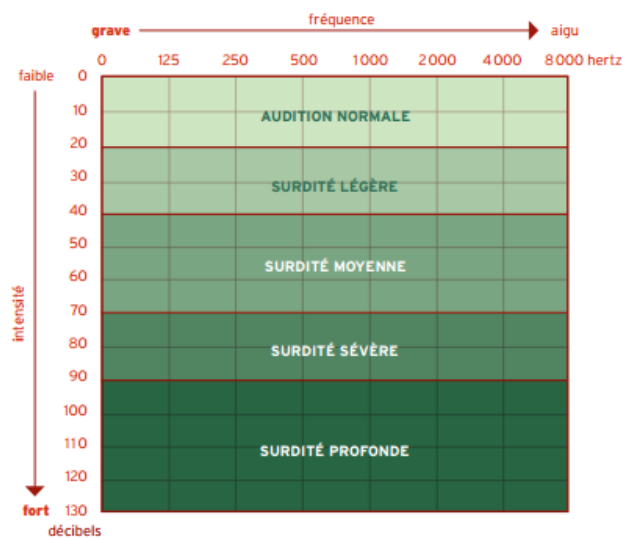 fréquence
grave aigu
0 125 250 500 1000 2000 4000 8000 hertz
faible 0
10
AUDITION NORMALE
20
30
SURDITÉ LÉGÈRE
40
50
SURDITÉ MOYENNE
60
intensité
70
80
SURDITÉ SÉVÈRE
90
100
110
SURDITÉ PROFONDE
120
fort 130
décibels